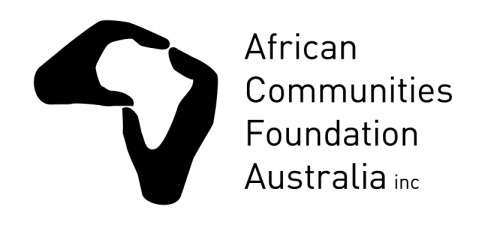 African
Communities
Foundation
Australia inc